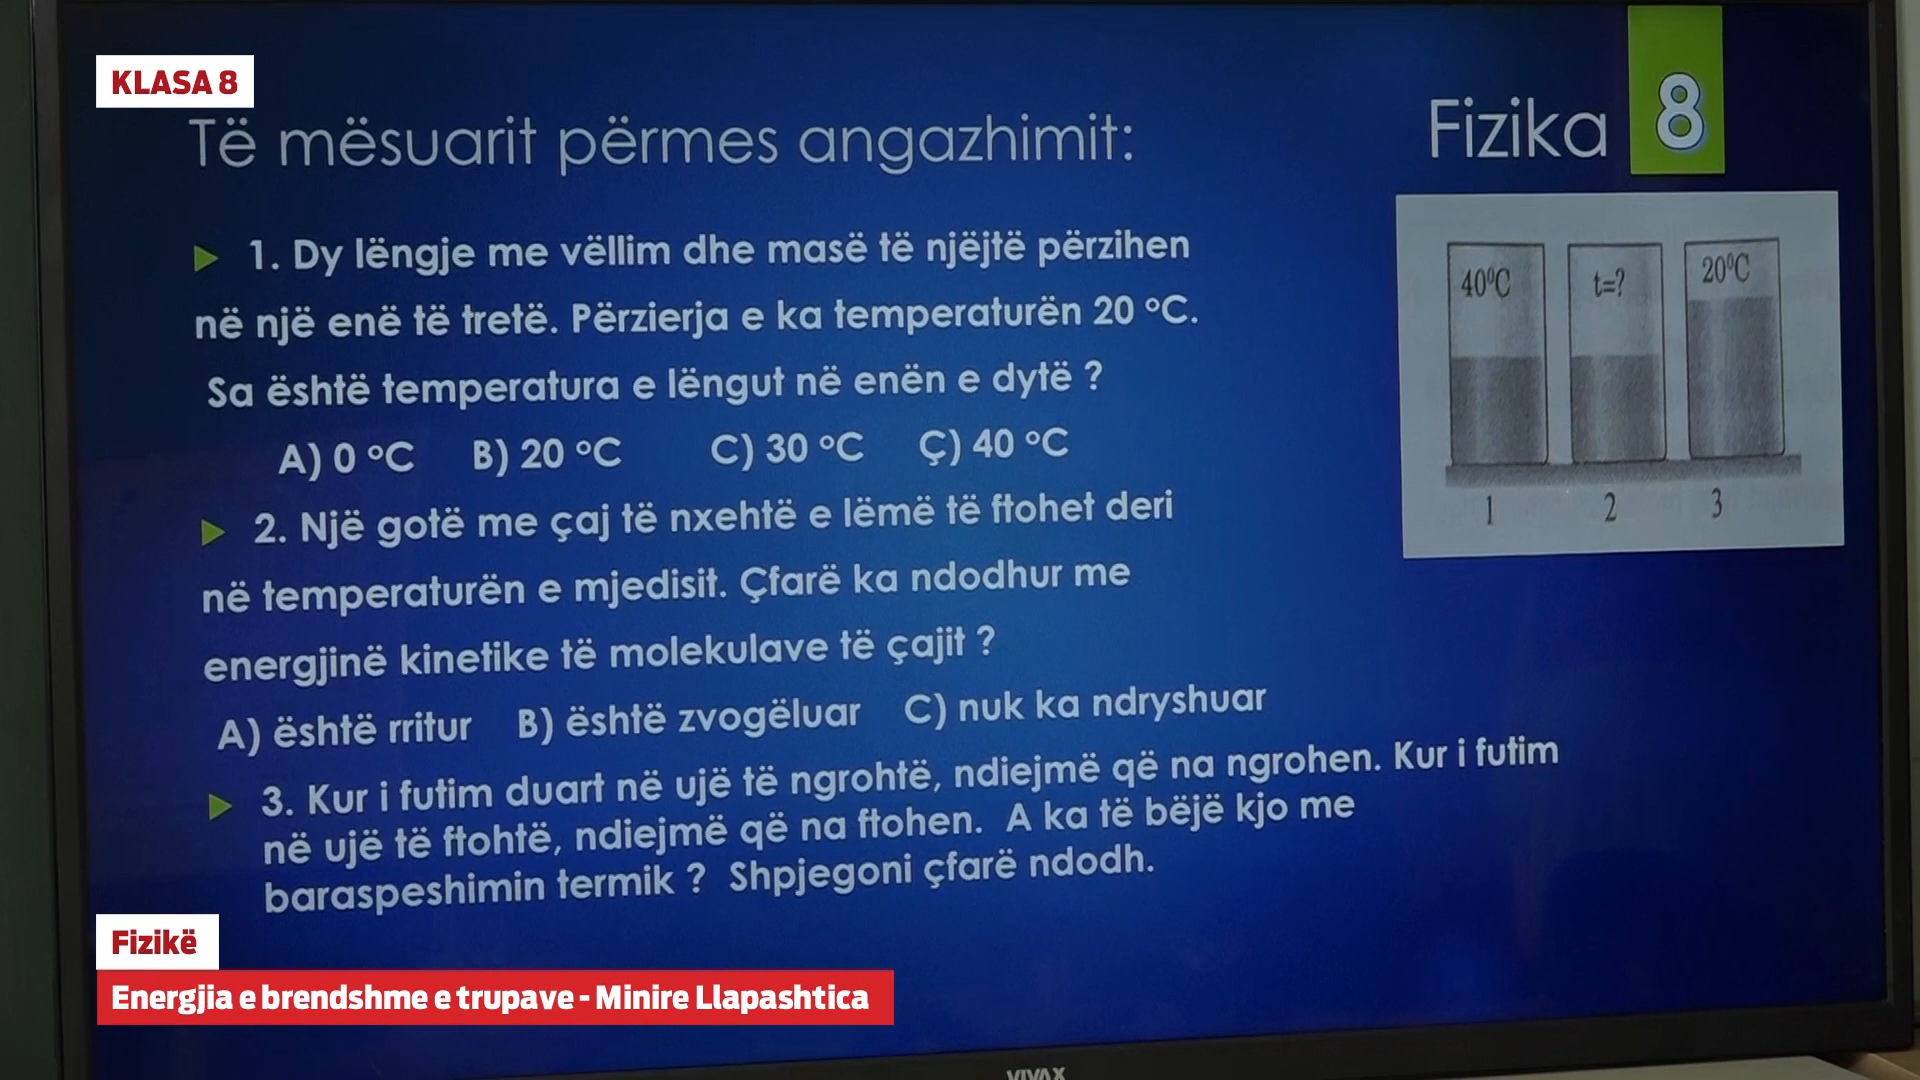 KLASA 8
Të mësuarit përmes angazhimit:
Fizika 8
1. Dy lëngje me vëllim dhe masë të njëjtë përzihen
në një enë të tretë. Përzierja e ka temperaturën 20 °C.
Sa është temperatura e lëngut në enën e dytë ?
A) 0 °C B) 20 °C C) 30 °C Ç) 40 °C
2. Një gotë me çaj të nxehtë e lëmë të ftohet deri
në temperaturën e mjedisit. Çfarë ka ndodhur me
energjinë kinetike të molekulave të çajit ?
A) është rritur B) është zvogëluar C) nuk ka ndryshuar
3. Kur i futim duart në ujë të ngrohtë, ndiejmë që na ngrohen. Kur i futim
në ujë të ftohtë, ndiejmë që na ftohen. A ka të bëjë kjo me
baraspeshimin termik ? Shpjegoni çfarë ndodh.
40°C t=? 20°C
1 2 3
Fizikë
Energjia e brendshme e trupave - Minire Llapashtica
VIVAX